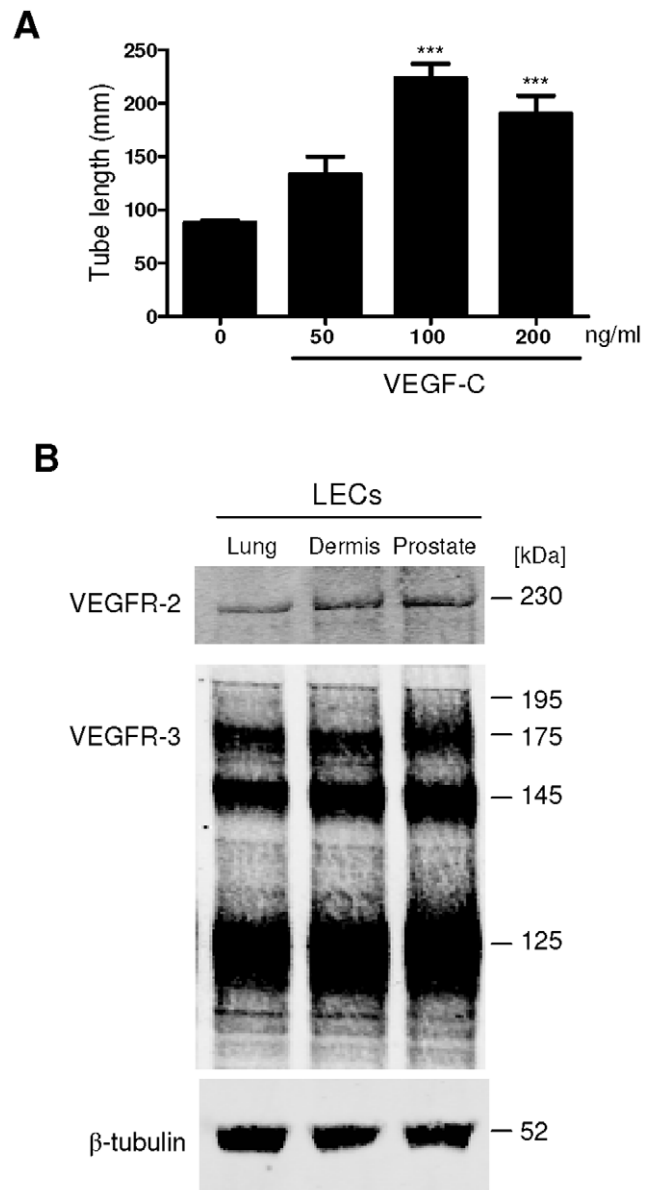 A
Tube length (mm)
250
200
150
100
50
0
***
***
0 50 100 200 ng/ml
VEGF-C
B
LECs
Lung Dermis Prostate [kDa]
VEGFR-2 230
195
VEGFR-3 175
145
125
β-tubulin 52